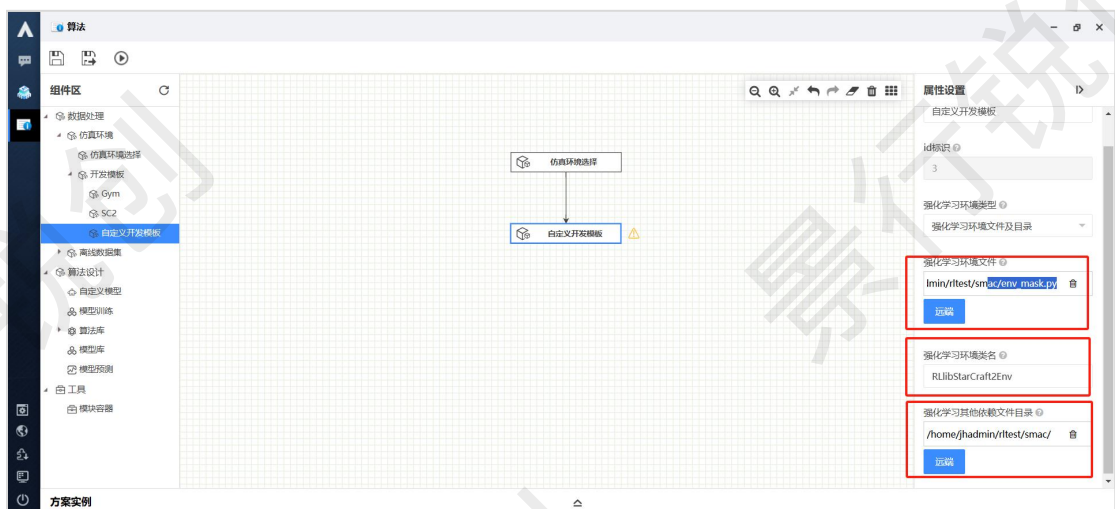 算法
组件区
数据处理
仿真环境
仿真环境选择
开发模板
Gym
SC2
自定义开发模板
离线数据集
算法设计
自定义模型
模型训练
算法库
模型库
模型预测
工具
模块容器
仿真环境选择
自定义开发模板
属性设置
自定义开发模板
id标识
3
强化学习环境类型
强化学习环境文件及目录
强化学习环境文件
lmin/rltest/smac/env_mask.py
远端
强化学习环境类名
RLlibStarCraft2Env
强化学习其他依赖文件目录
/home/jhadmin/rltest/smac/
远端
方案实例
景行锐
锐创